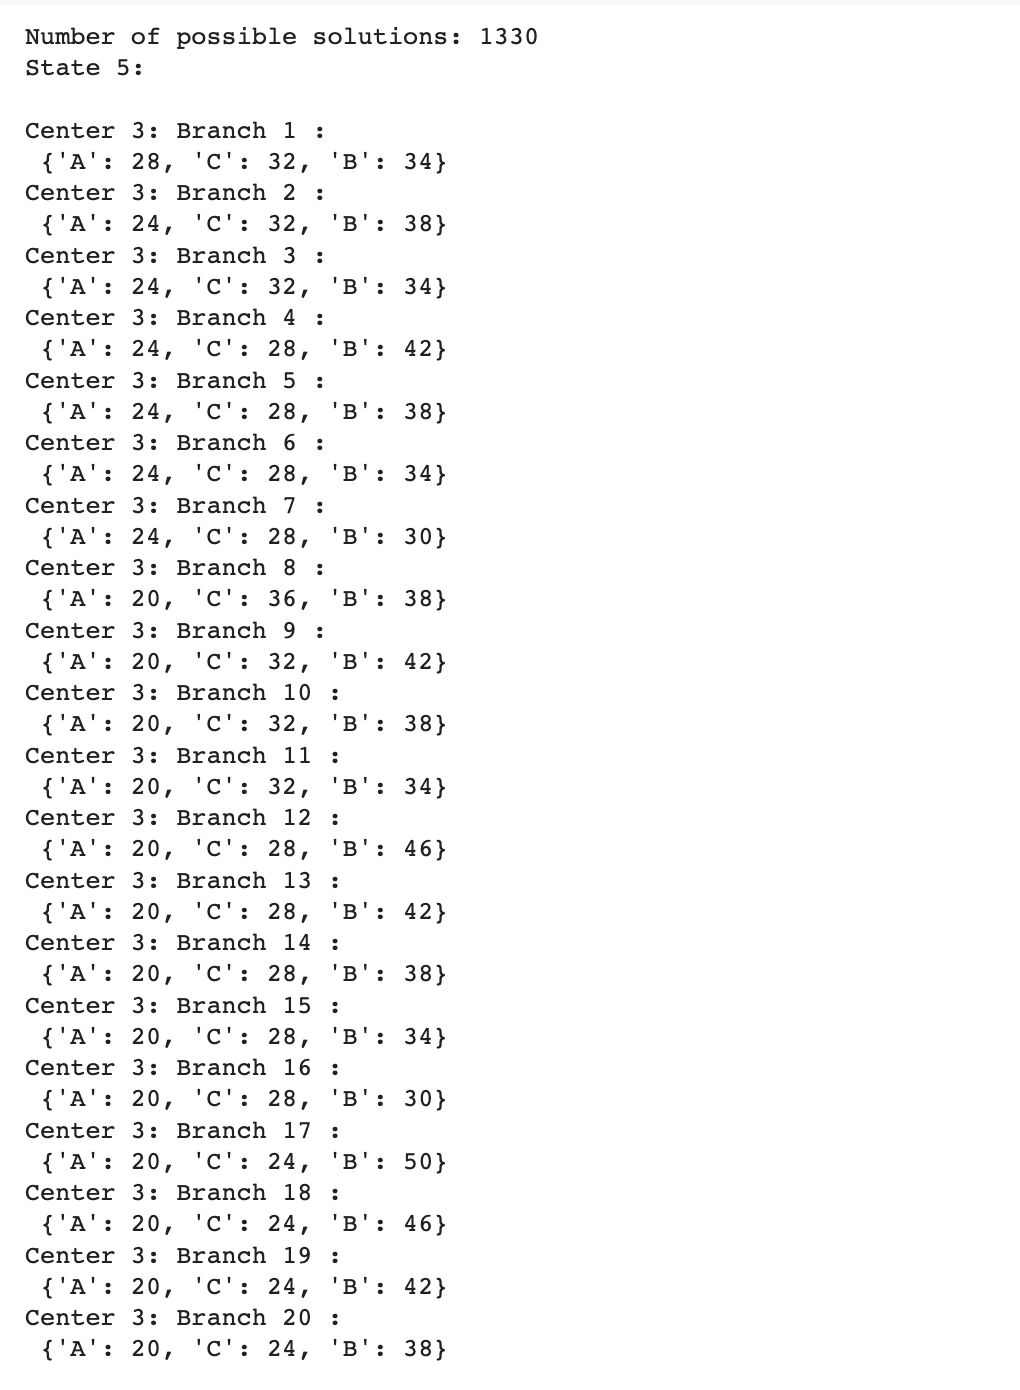 Number of possible solutions: 1330
State 5:
Center 3: Branch 1 :
{'A': 28, 'C': 32, 'B': 34}
Center 3: Branch 2 :
{'A': 24, 'C': 32, 'B': 38}
Center 3: Branch 3 :
{'A': 24, 'C': 32, 'B': 34}
Center 3: Branch 4 :
{'A': 24, 'C': 28, 'B': 42}
Center 3: Branch 5 :
{'A': 24, 'C': 28, 'B': 38}
Center 3: Branch 6 :
{'A': 24, 'C': 28, 'B': 34}
Center 3: Branch 7 :
{'A': 24, 'C': 28, 'B': 30}
Center 3: Branch 8 :
{'A': 20, 'C': 36, 'B': 38}
Center 3: Branch 9 :
{'A': 20, 'C': 32, 'B': 42}
Center 3: Branch 10 :
{'A': 20, 'C': 32, 'B': 38}
Center 3: Branch 11 :
{'A': 20, 'C': 32, 'B': 34}
Center 3: Branch 12 :
{'A': 20, 'C': 28, 'B': 46}
Center 3: Branch 13 :
{'A': 20, 'C': 28, 'B': 42}
Center 3: Branch 14 :
{'A': 20, 'C': 28, 'B': 38}
Center 3: Branch 15 :
{'A': 20, 'C': 28, 'B': 34}
Center 3: Branch 16 :
{'A': 20, 'C': 28, 'B': 30}
Center 3: Branch 17 :
{'A': 20, 'C': 24, 'B': 50}
Center 3: Branch 18 :
{'A': 20, 'C': 24, 'B': 46}
Center 3: Branch 19 :
{'A': 20, 'C': 24, 'B': 42}
Center 3: Branch 20 :
{'A': 20, 'C': 24, 'B': 38}